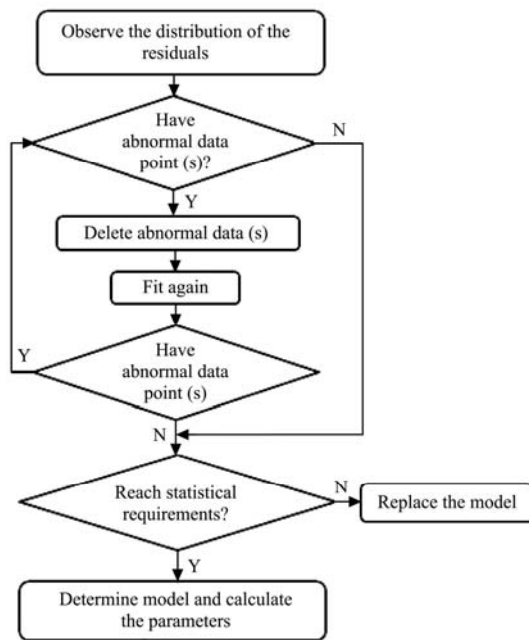 Observe the distribution of the
residuals
Have
abnormal data
point (s)?
N
Y
Delete abnormal data (s)
Fit again
Have
abnormal data
point (s)
Y
N
Reach statistical
requirements?
N
Replace the model
Y
Determine model and calculate
the parameters